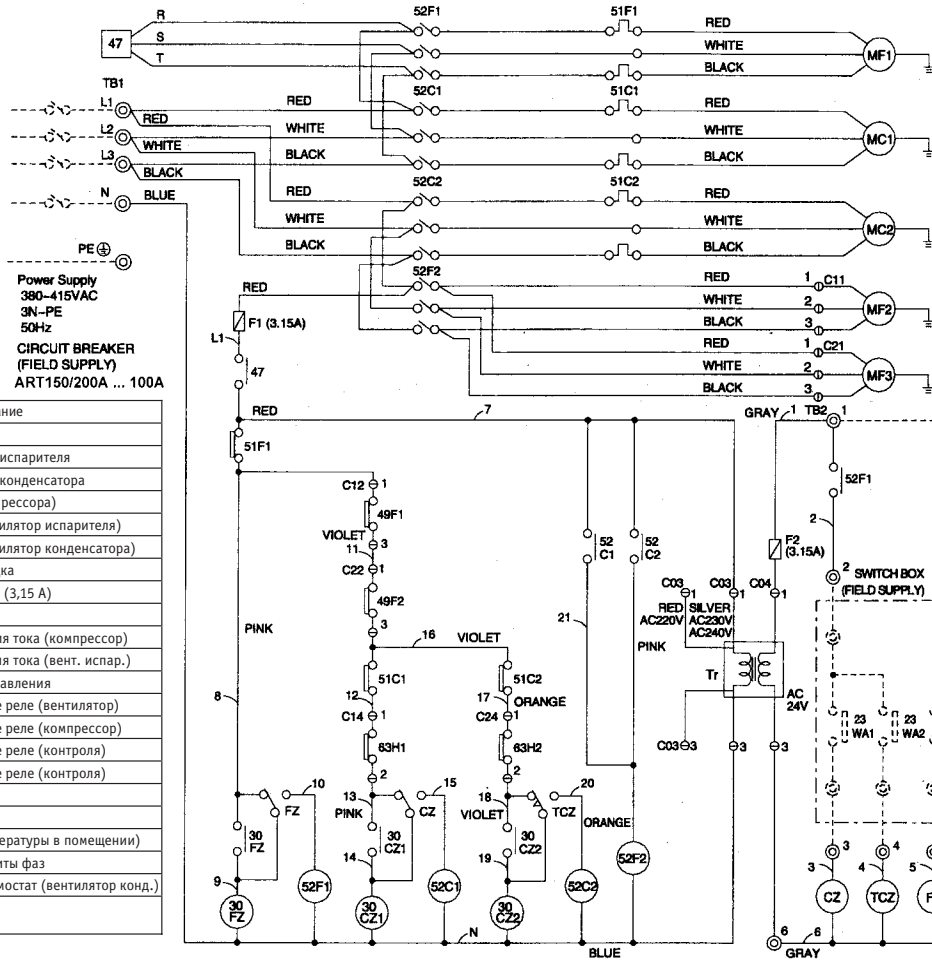 52F1
51F1
R
RED
47
S
WHITE
MF1
T
BLACK
TB1
52C1
51C1
L1
RED
RED
RED
L2
WHITE
WHITE
MC1
WHITE
L3
BLACK
BLACK
BLACK
52C2
51C2
N
BLUE
RED
RED
WHITE
WHITE
MC2
BLACK
BLACK
PE
52F2
Power Supply
380-415VAC
3N-PE
50Hz
CIRCUIT BREAKER
(FIELD SUPPLY)
ART150/200A ... 100A
RED
RED
1
C11
WHITE
2
MF2
BLACK
3
F1 (3.15A)
RED
1
C21
L1
WHITE
2
MF3
47
BLACK
3
RED
7
GRAY
1
TB2
1
51F1
52F1
C12
1
49F1
VIOLET
3
11
C22
1
49F2
3
52
C1
52
C2
F2
(3.15A)
2
2
SWITCH BOX
(FIELD SUPPLY)
C03
1
C03
1
C04
1
RED
AC220V
SILVER
AC230V
AC240V
21
PINK
16
VIOLET
PINK
Tr
AC
24V
51C1
51C2
12
17
ORANGE
8
C14
1
C24
1
63H1
63H2
23
WA1
23
WA2
C03
3
3
3
2
2
10
15
20
FZ
13
PINK
CZ
18
VIOLET
TCZ
ORANGE
30
FZ
30
CZ1
30
CZ2
14
19
9
52F2
3
4
3
4
5
52F1
52C1
52C2
30
FZ
30
CZ1
30
CZ2
CZ
TCZ
F
N
6
6
BLUE
GRAY
ание
испарителя
конденсатора
рессора)
илятор испарителя)
илятор конденсатора)
дка
(3,15 А)
ия тока (компрессор)
ия тока (вент. испар.)
авления
е реле (вентилятор)
е реле (компрессор)
е реле (контроля)
е реле (контроля)
ературы в помещении)
иты фаз
мостат (вентилятор конд.)